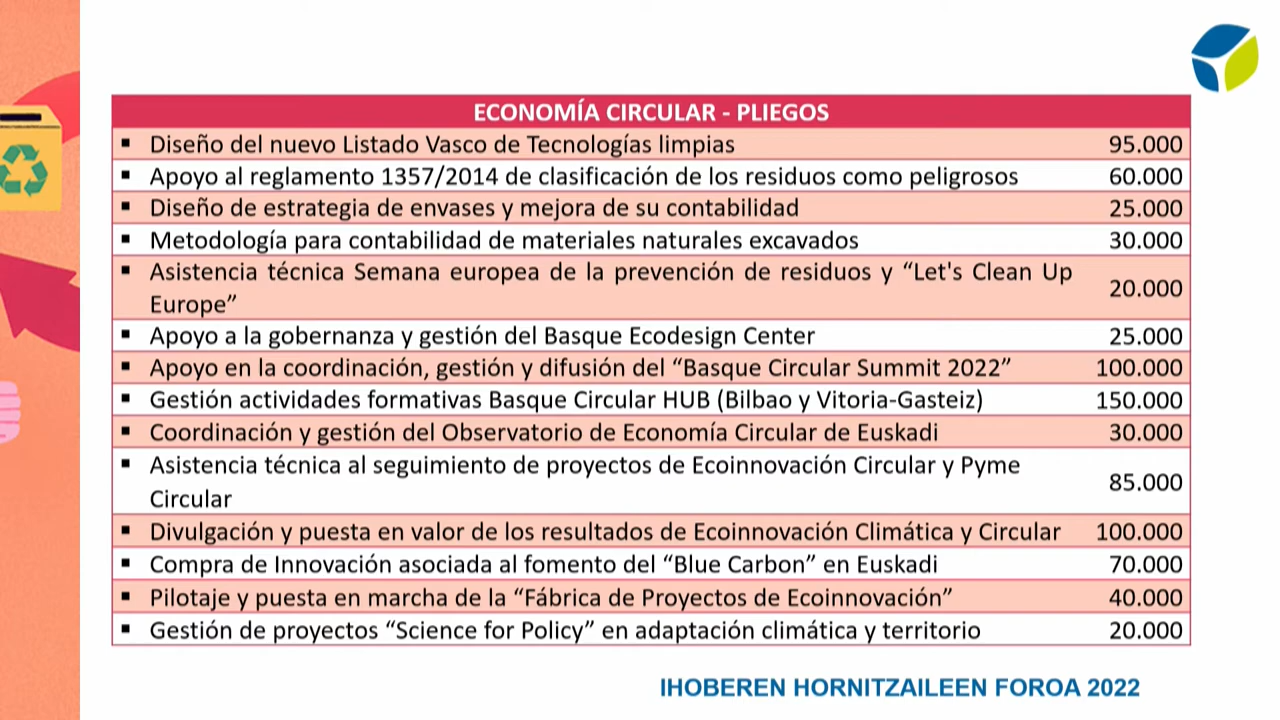 ECONOMÍA CIRCULAR - PLIEGOS
▪ Diseño del nuevo Listado Vasco de Tecnologías limpias 95.000
▪ Apoyo al reglamento 1357/2014 de clasificación de los residuos como peligrosos 60.000
▪ Diseño de estrategia de envases y mejora de su contabilidad 25.000
▪ Metodología para contabilidad de materiales naturales excavados 30.000
▪ Asistencia técnica Semana europea de la prevención de residuos y “Let's Clean Up
Europe” 20.000
▪ Apoyo a la gobernanza y gestión del Basque Ecodesign Center 25.000
▪ Apoyo en la coordinación, gestión y difusión del “Basque Circular Summit 2022” 100.000
▪ Gestión actividades formativas Basque Circular HUB (Bilbao y Vitoria-Gasteiz) 150.000
▪ Coordinación y gestión del Observatorio de Economía Circular de Euskadi 30.000
▪ Asistencia técnica al seguimiento de proyectos de Ecoinnovación Circular y Pyme
Circular 85.000
▪ Divulgación y puesta en valor de los resultados de Ecoinnovación Climática y Circular 100.000
▪ Compra de Innovación asociada al fomento del “Blue Carbon” en Euskadi 70.000
▪ Pilotaje y puesta en marcha de la “Fábrica de Proyectos de Ecoinnovación” 40.000
▪ Gestión de proyectos “Science for Policy” en adaptación climática y territorio 20.000
IHOBEREN HORNITZAILEEN FOROA 2022